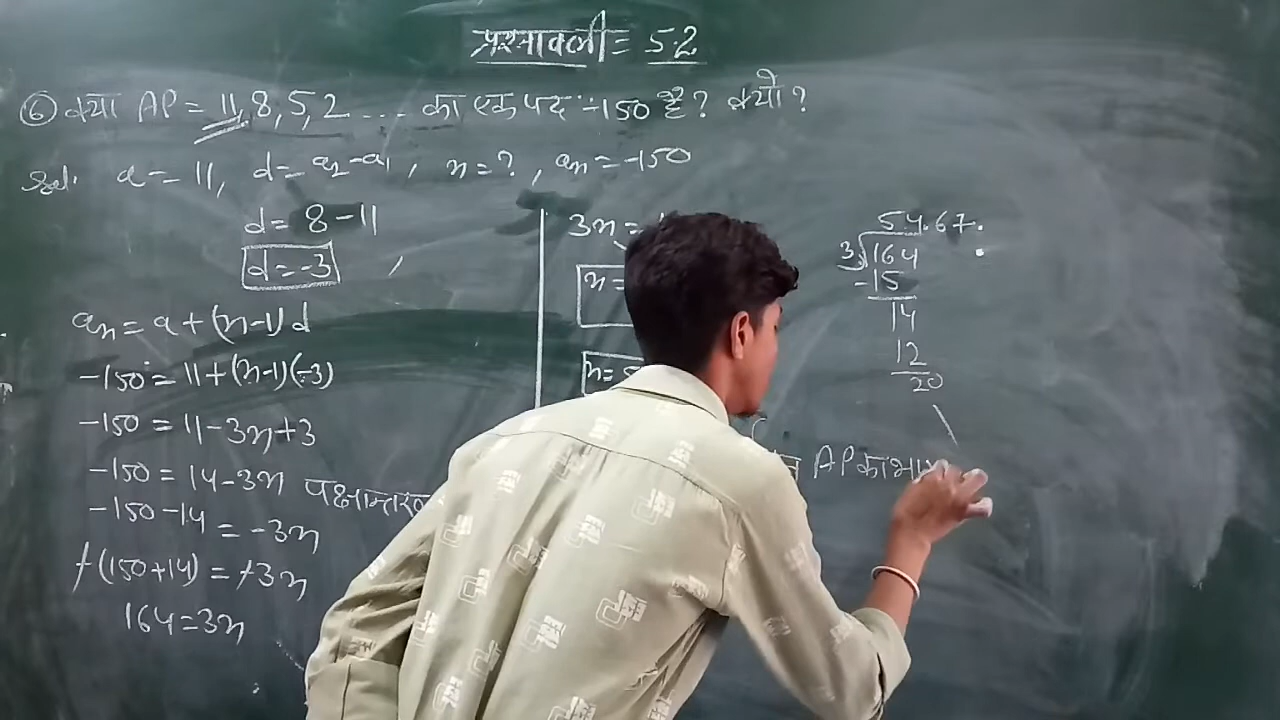 प्रश्नावली = 5.2
⑥ क्या AP = 11, 8, 5, 2 ... का एक पद -150 है? क्यों?
Sol. a = 11, d = a₂-a₁, n = ?, aₙ = -150
d = 8-11
d = -3,
aₙ = a+(n-1)d
-150 = 11+(n-1)(-3)
-150 = 11-3n+3
-150 = 14-3n
-150-14 = -3n
-(150+14) = -3n
164 = 3n
3n =
n =
n = 5
AP का
54.67.
3 164
-15
14
12
20